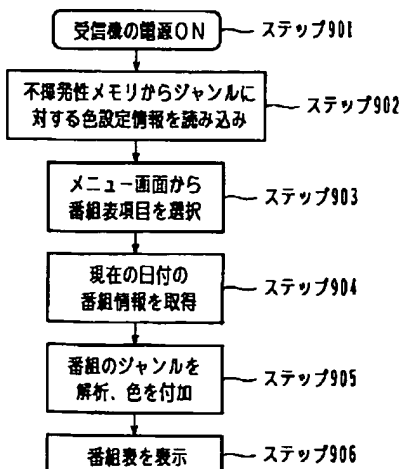 受信機の電源ON
ステップ901
不揮発性メモリからジャンルに
対する色設定情報を読み込み
ステップ902
メニュー画面から
番組表項目を選択
ステップ903
現在の日付の
番組情報を取得
ステップ904
番組のジャンルを
解析、色を付加
ステップ905
番組表を表示
ステップ906